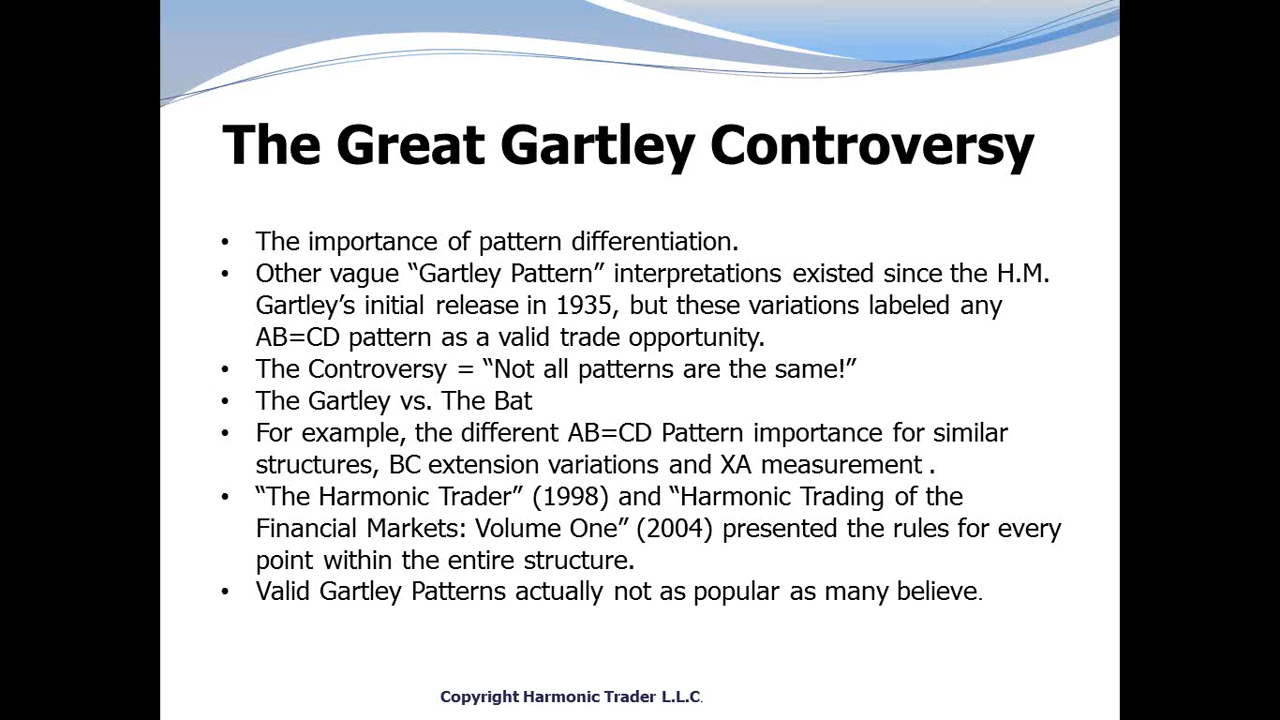 The Great Gartley Controversy
• The importance of pattern differentiation.
• Other vague “Gartley Pattern” interpretations existed since the H.M.
Gartley’s initial release in 1935, but these variations labeled any
AB=CD pattern as a valid trade opportunity.
• The Controversy = “Not all patterns are the same!”
• The Gartley vs. The Bat
• For example, the different AB=CD Pattern importance for similar
structures, BC extension variations and XA measurement .
• “The Harmonic Trader” (1998) and “Harmonic Trading of the
Financial Markets: Volume One” (2004) presented the rules for every
point within the entire structure.
• Valid Gartley Patterns actually not as popular as many believe.
Copyright Harmonic Trader L.L.C.